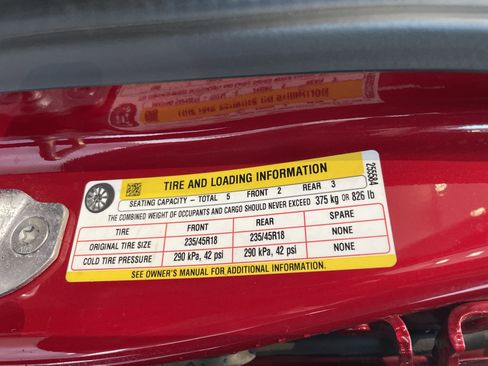 TIRE AND LOADING INFORMATION
SEATING CAPACITY – TOTAL 5 FRONT 2 REAR 3
THE COMBINED WEIGHT OF OCCUPANTS AND CARGO SHOULD NEVER EXCEED 375 kg OR 826 lb
TIRE FRONT REAR SPARE
ORIGINAL TIRE SIZE 235/45R18 235/45R18 NONE
COLD TIRE PRESSURE 290 kPa, 42 psi 290 kPa, 42 psi NONE
SEE OWNER'S MANUAL FOR ADDITIONAL INFORMATION.